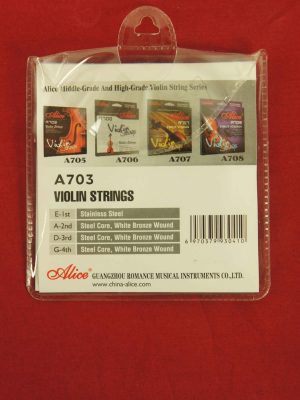 Alice Middle-Grade And High-Grade Violin String Series
A705 A706 A707 A708
A703
VIOLIN STRINGS
E-1st Stainless Steel
A-2nd Steel Core, White Bronze Wound
D-3rd Steel Core, White Bronze Wound
G-4th Steel Core, White Bronze Wound
6970379930410
Alice GUANGZHOU ROMANCE MUSICAL INSTRUMENTS CO.,LTD.
www.china-alice.com